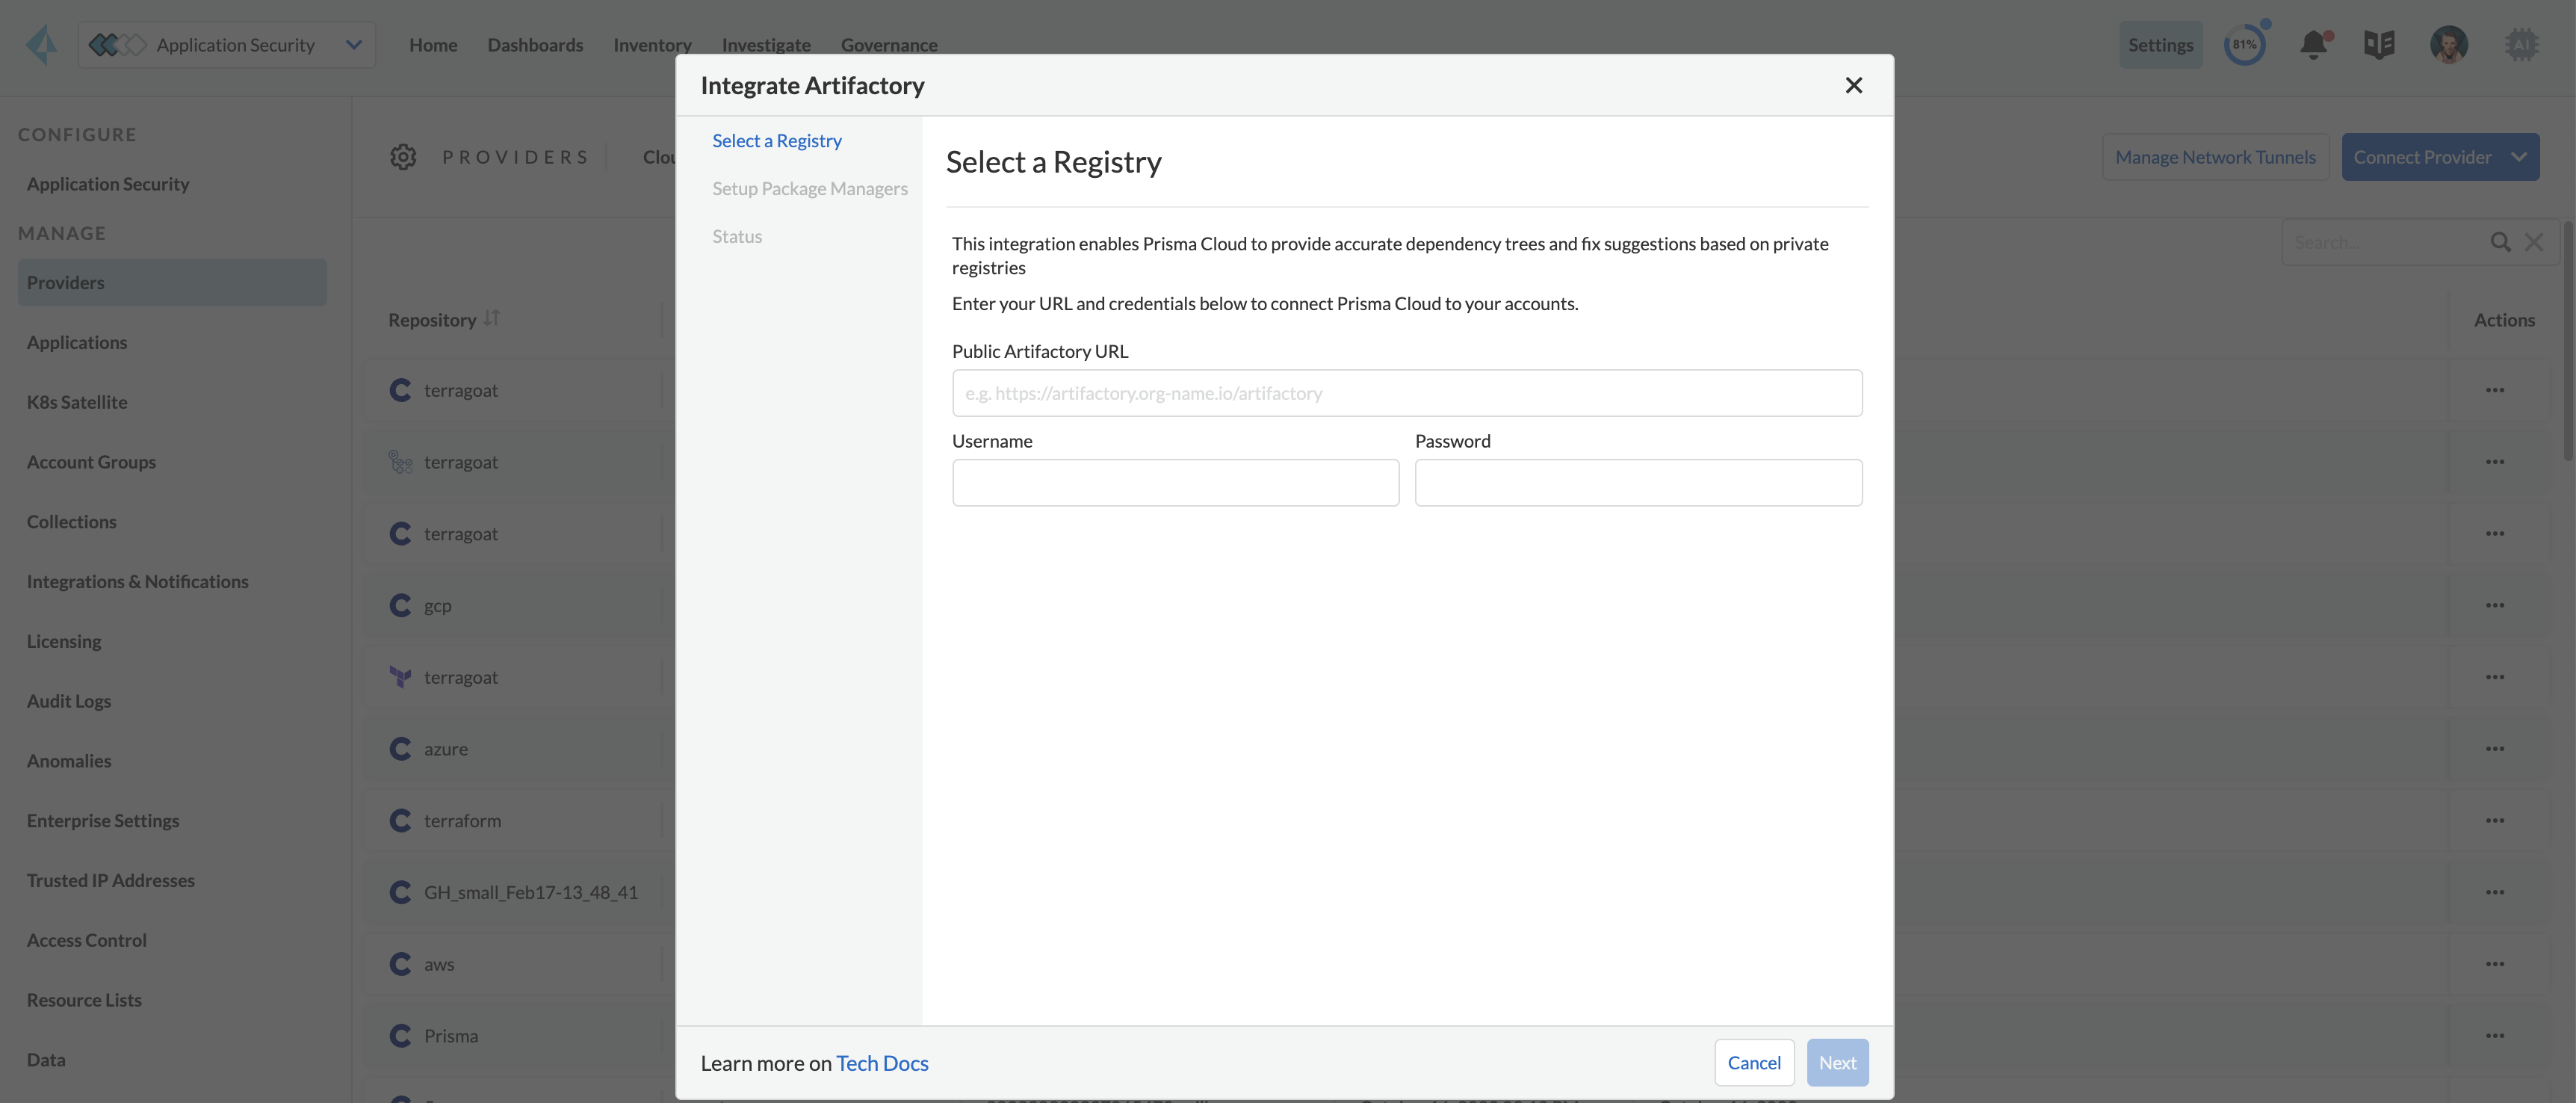 Application Security
Home
Dashboards
Inventory
Investigate
Governance
Settings
81%
AI
CONFIGURE
Application Security
MANAGE
Providers
Applications
K8s Satellite
Account Groups
Collections
Integrations & Notifications
Licensing
Audit Logs
Anomalies
Enterprise Settings
Trusted IP Addresses
Access Control
Resource Lists
Data
PROVIDERS
Manage Network Tunnels
Connect Provider
Search...
Repository
Actions
terragoat
terragoat
terragoat
gcp
terragoat
azure
terraform
GH_small_Feb17-13_48_41
aws
Prisma
Integrate Artifactory
Select a Registry
Setup Package Managers
Status
Select a Registry
This integration enables Prisma Cloud to provide accurate dependency trees and fix suggestions based on private
registries
Enter your URL and credentials below to connect Prisma Cloud to your accounts.
Public Artifactory URL
e.g. https://artifactory.org-name.io/artifactory
Username
Password
Learn more on Tech Docs
Cancel
Next